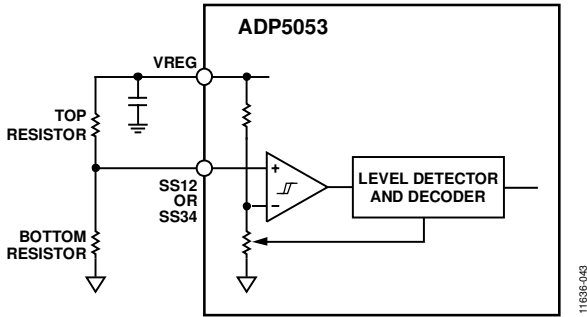 ADP5053
VREG
TOP
RESISTOR
SS12
OR
SS34
+
−
LEVEL DETECTOR
AND DECODER
BOTTOM
RESISTOR
11636-043